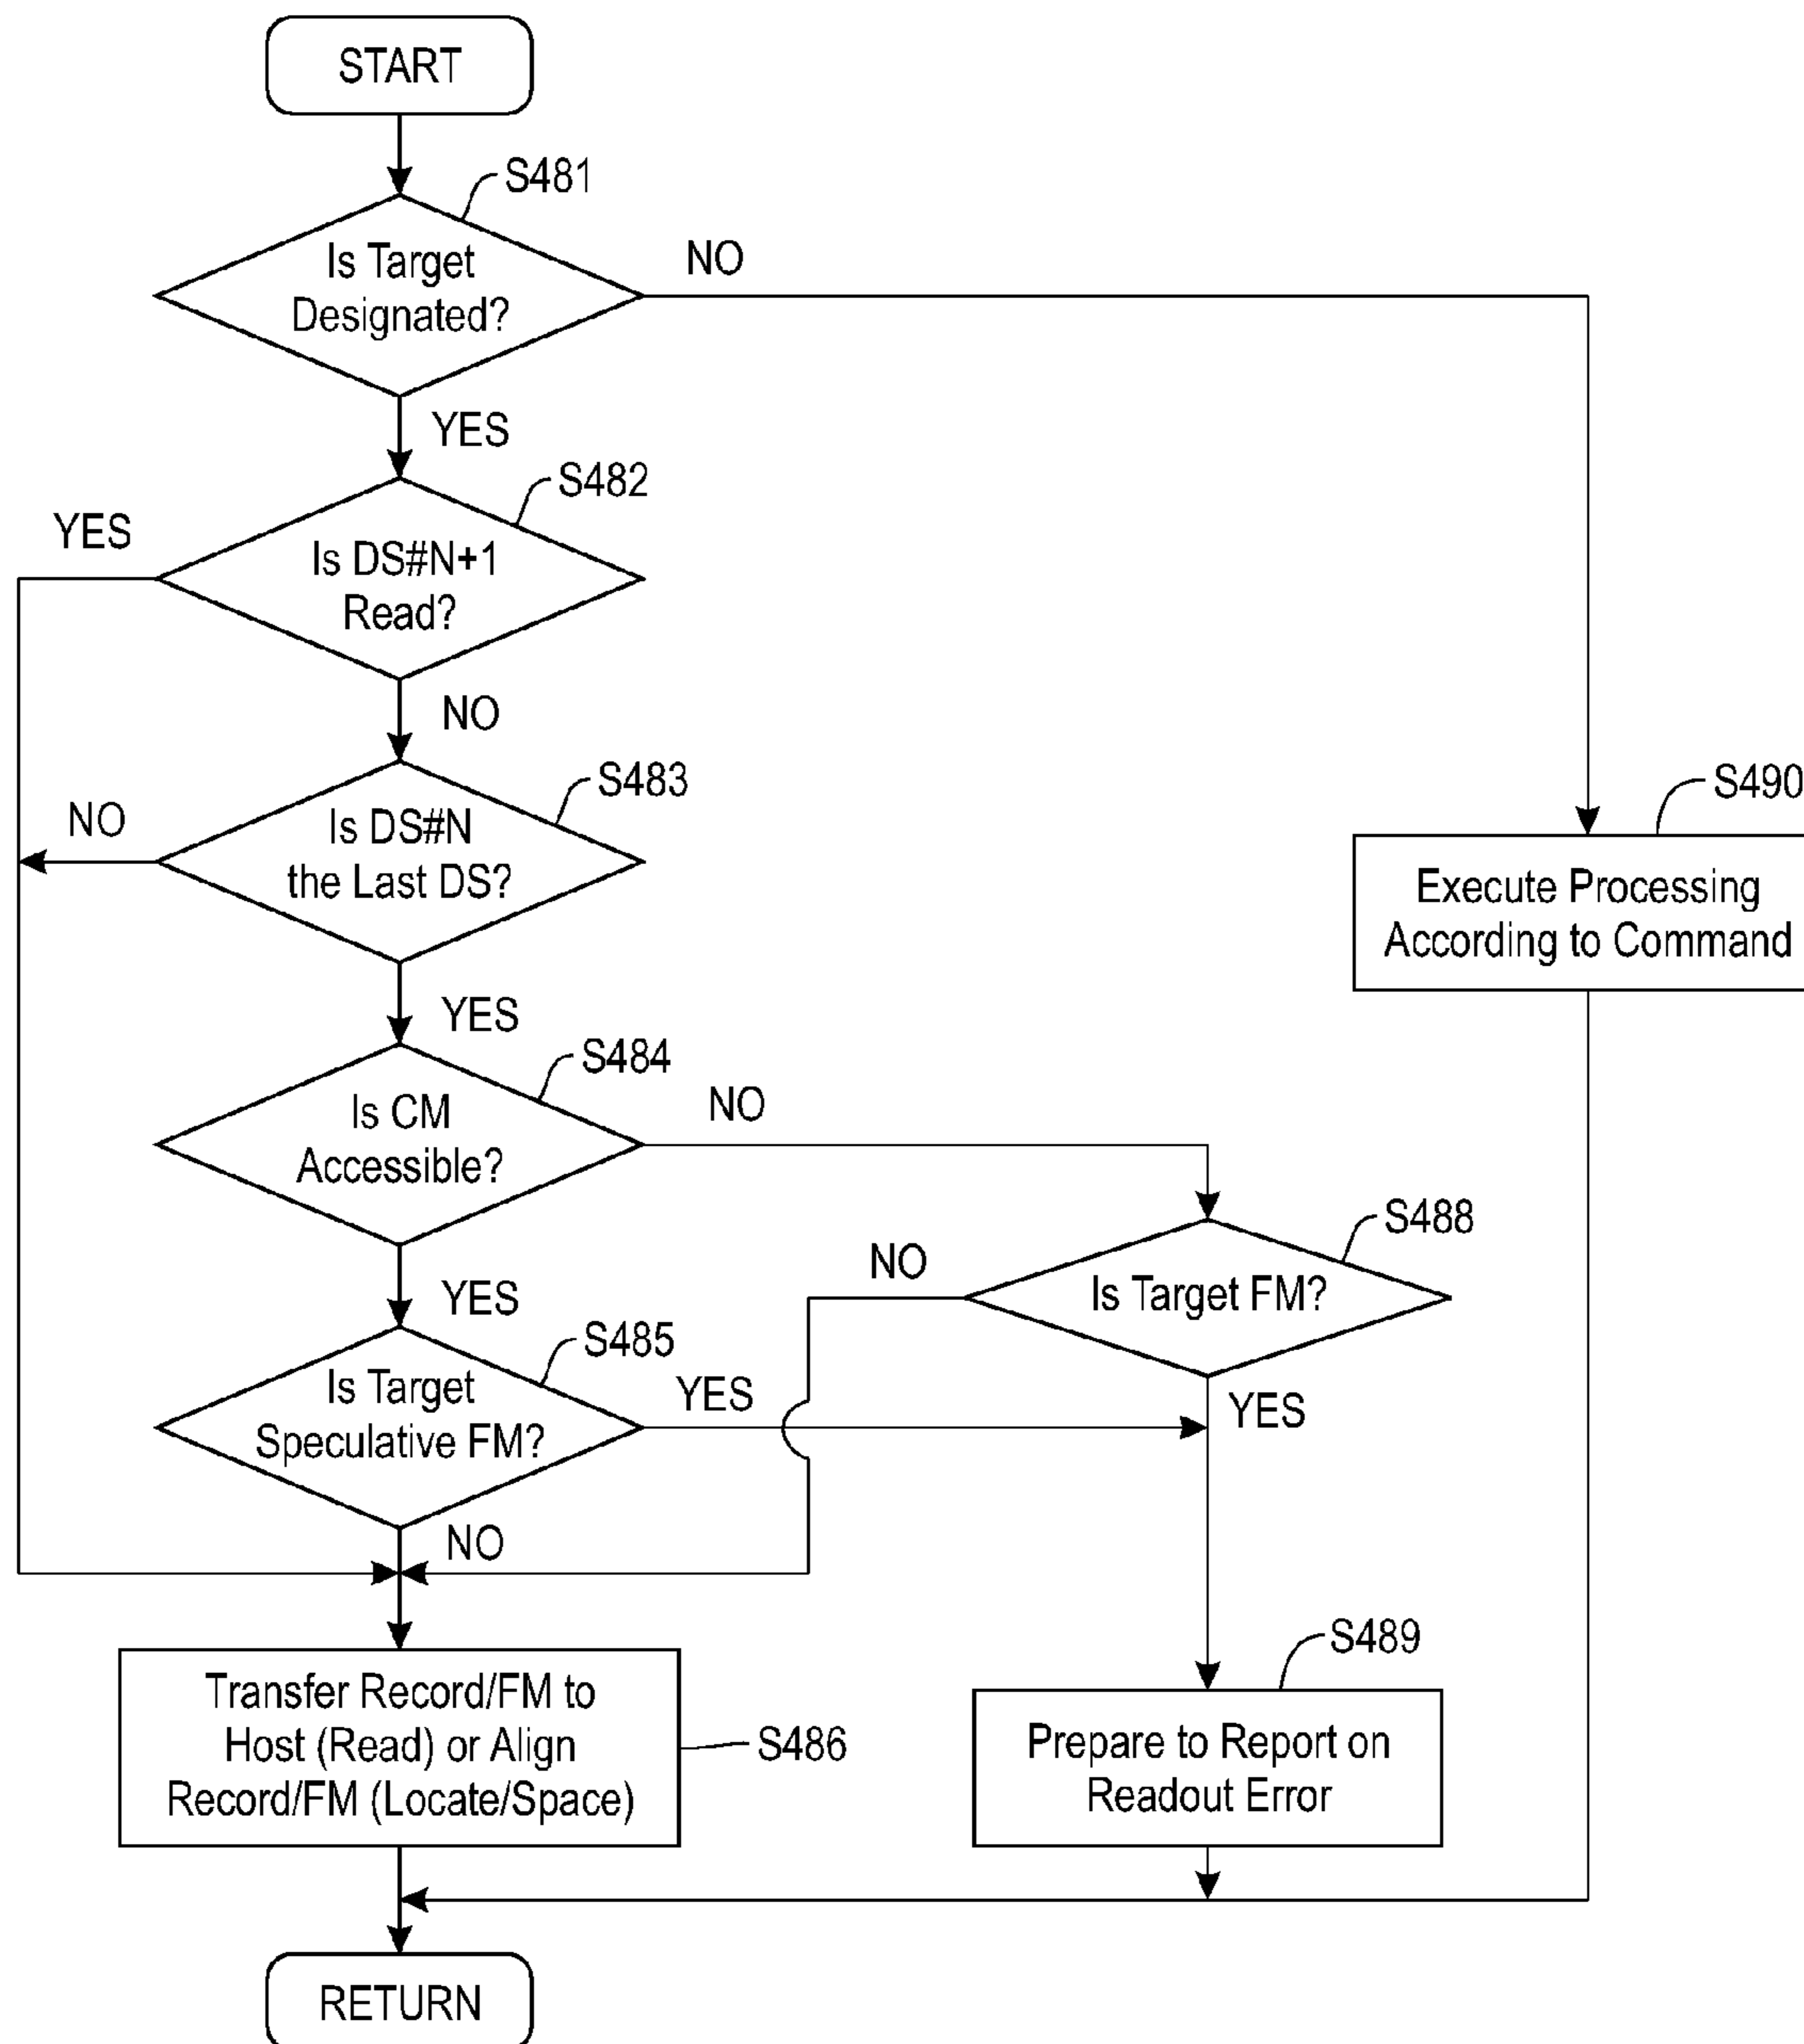 START
S481
Is Target
Designated?
NO
YES
S482
YES
Is DS#N+1
Read?
NO
S483
NO
Is DS#N
the Last DS?
S490
Execute Processing
According to Command
YES
S484
Is CM
Accessible?
NO
S488
NO
Is Target FM?
YES
S485
Is Target
Speculative FM?
YES
YES
NO
S489
Transfer Record/FM to
Host (Read) or Align
Record/FM (Locate/Space)
S486
Prepare to Report on
Readout Error
RETURN